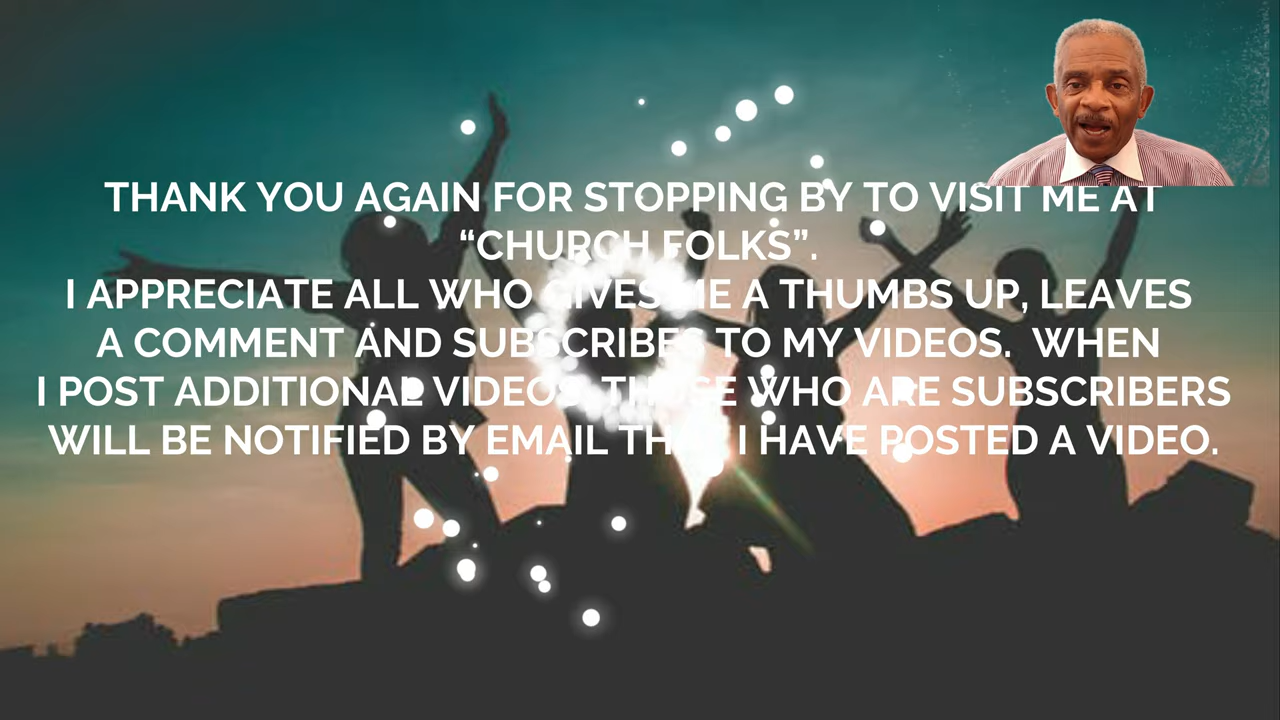 THANK YOU AGAIN FOR STOPPING BY TO VISIT ME AT
“CHURCH FOLKS”.
I APPRECIATE ALL WHO GIVES ME A THUMBS UP, LEAVES
A COMMENT AND SUBSCRIBES TO MY VIDEOS. WHEN
I POST ADDITIONAL VIDEOS, THOSE WHO ARE SUBSCRIBERS
WILL BE NOTIFIED BY EMAIL THAT I HAVE POSTED A VIDEO.